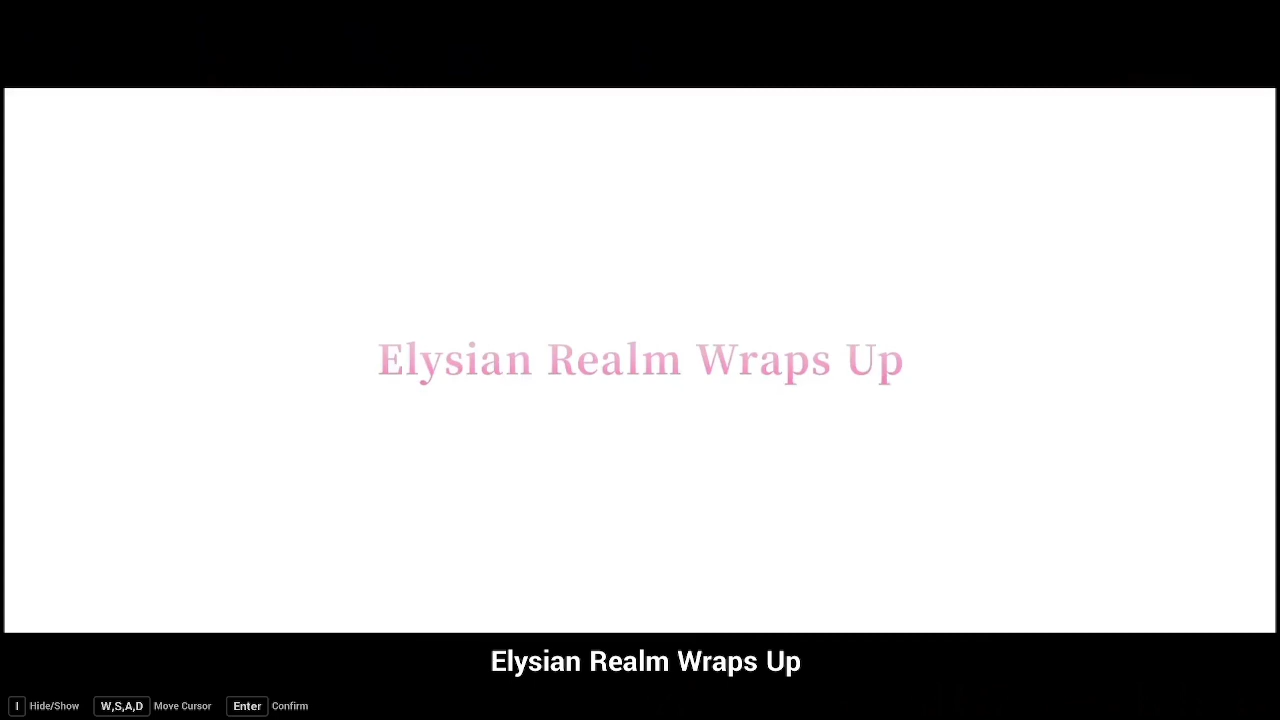 Elysian Realm Wraps Up
Elysian Realm Wraps Up
I Hide/Show W,S,A,D Move Cursor Enter Confirm